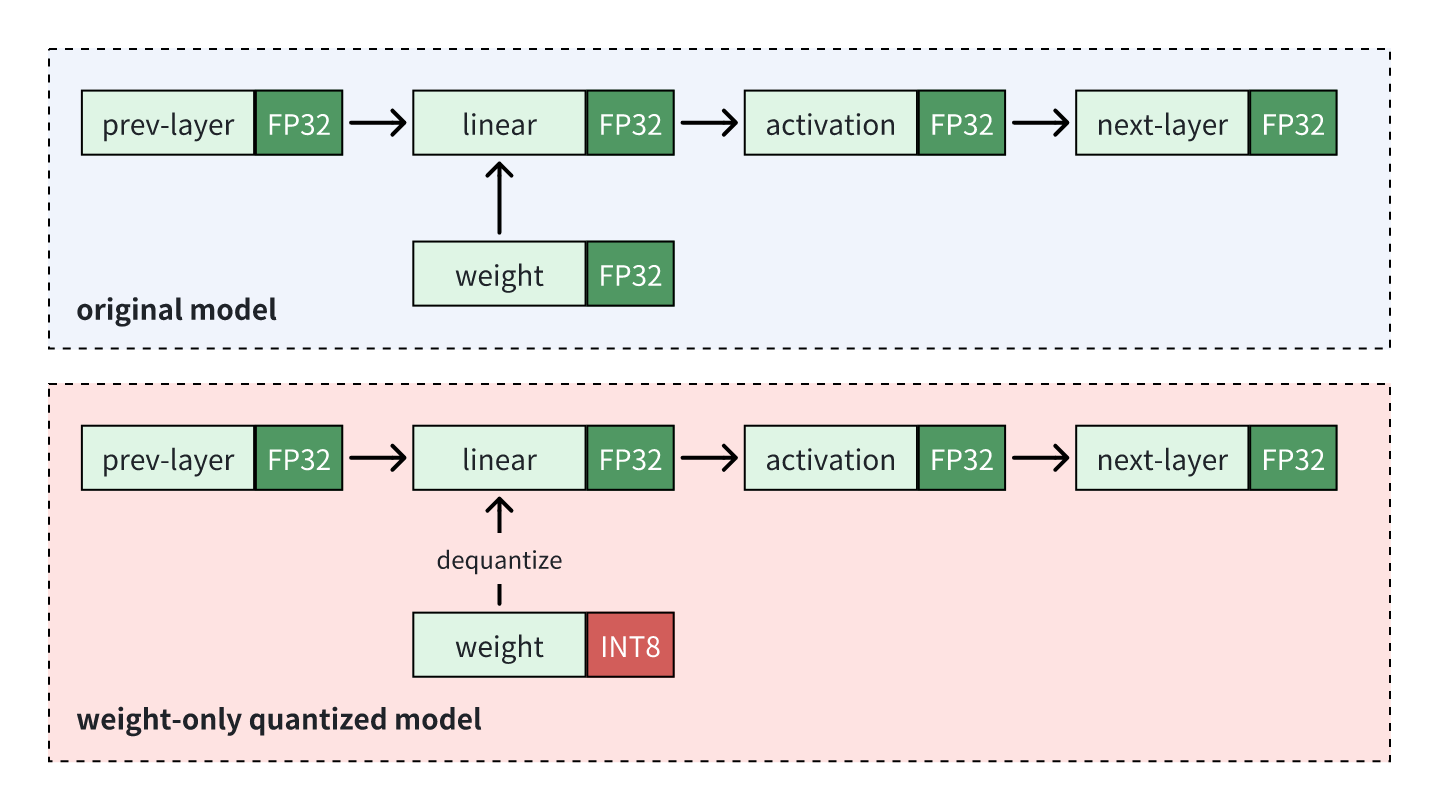 prev-layer FP32 linear FP32 activation FP32 next-layer FP32
weight FP32
original model
prev-layer FP32 linear FP32 activation FP32 next-layer FP32
dequantize
weight INT8
weight-only quantized model